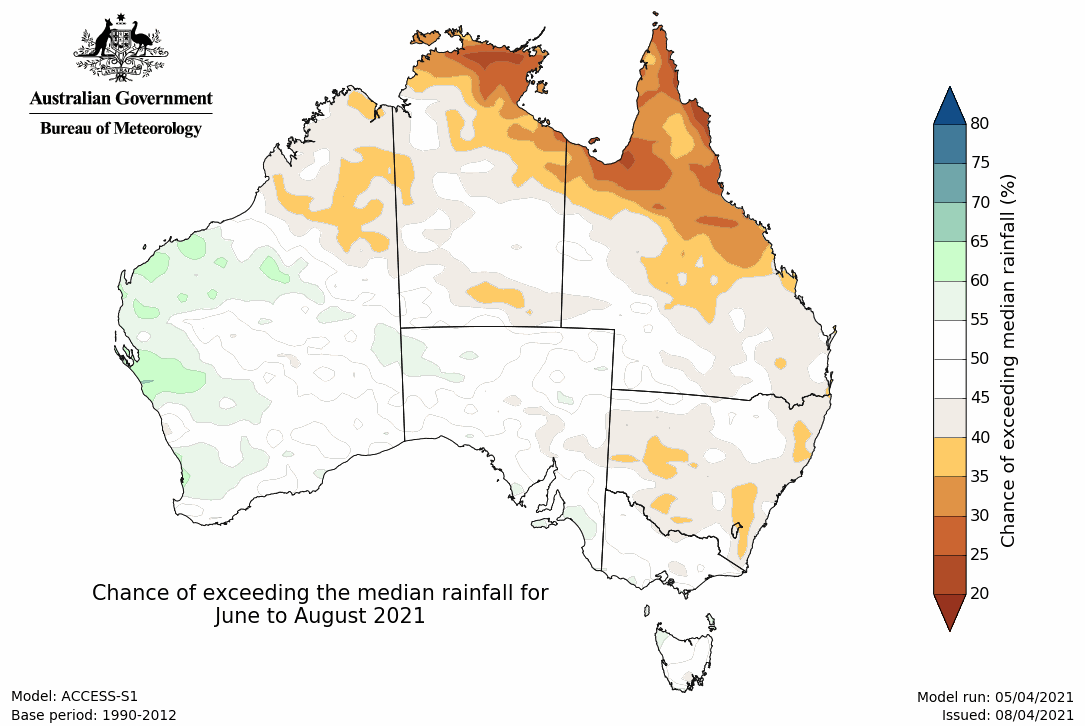 Australian Government
Bureau of Meteorology
80
75
70
65
60
55
50
45
40
35
30
25
20
Chance of exceeding median rainfall (%)
Chance of exceeding the median rainfall for
June to August 2021
Model: ACCESS-S1
Base period: 1990-2012
Model run: 05/04/2021
Issued: 08/04/2021